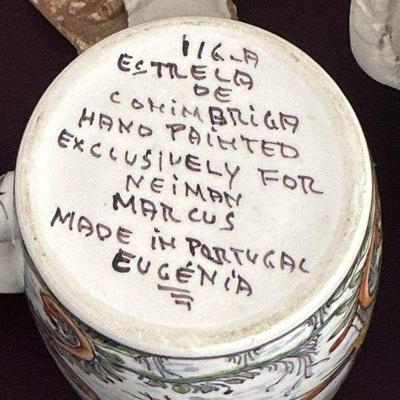 116-A
ESTRELA
DE
CONIMBRIGA
HAND PAINTED
EXCLUSIVELY FOR
NEIMAN
MARCUS
MADE IN PORTUGAL
EUGÉNIA